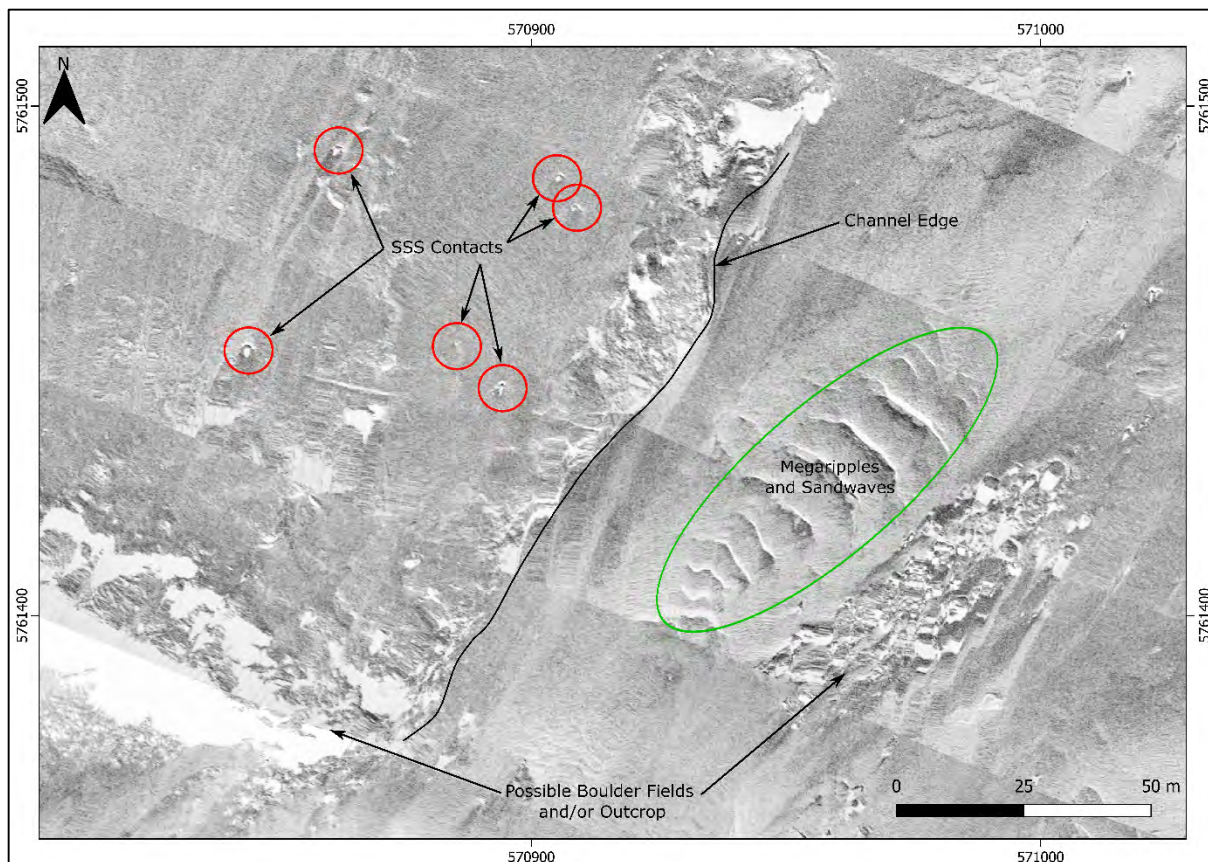 570900
571000
N
5761500
5761500
SSS Contacts
Channel Edge
Megaripples
and Sandwaves
5761400
5761400
Possible Boulder Fields
and/or Outcrop
0
25
50 m
570900
571000